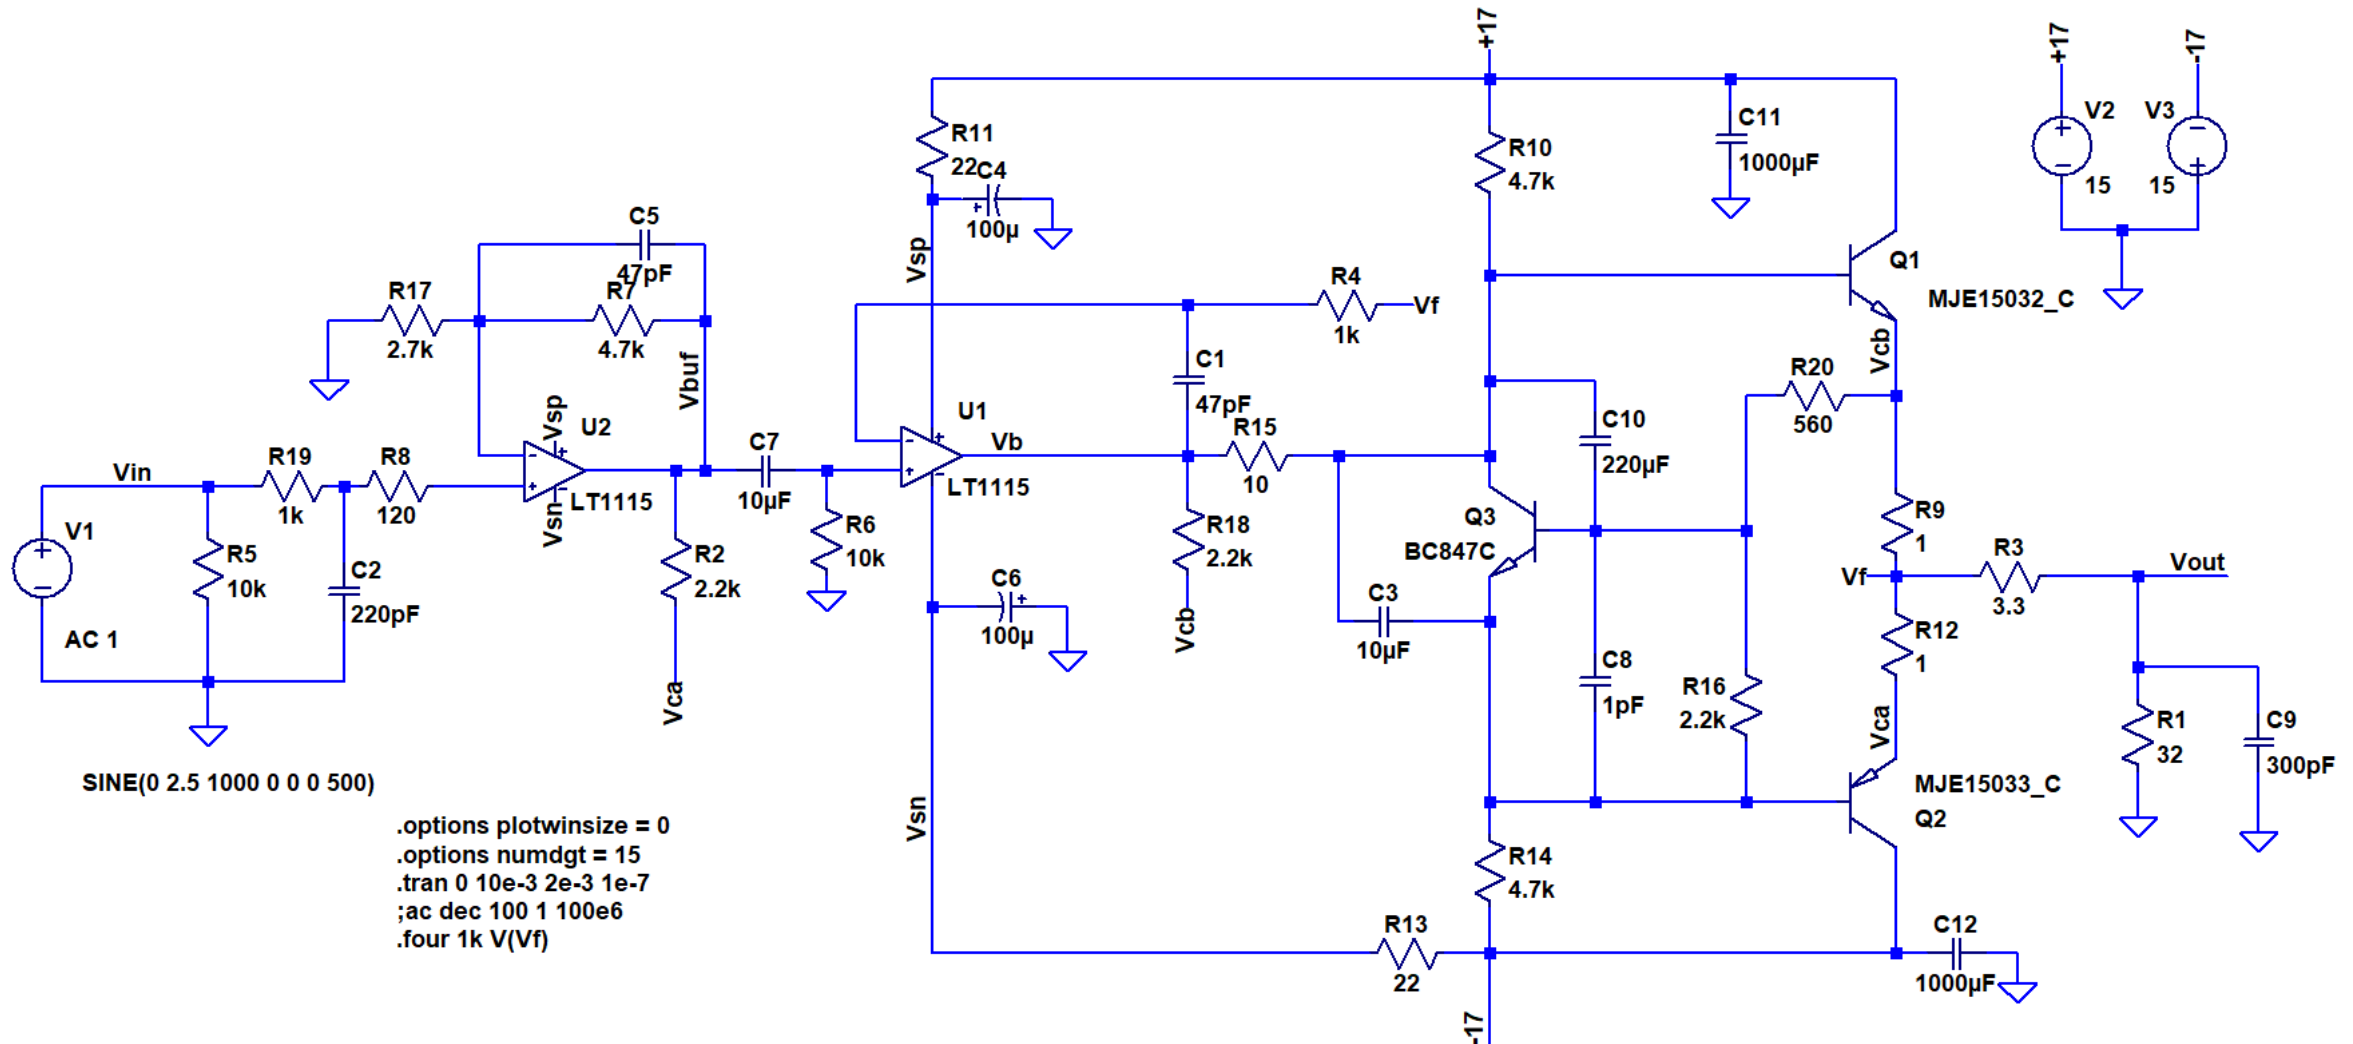 +17
R11
22
C4
100µ
Vsp
R10
4.7k
C11
1000µF
+17
-17
V2
15
V3
15
Q1
MJE15032_C
Vcb
C5
47pF
R17
2.7k
R7
4.7k
Vbuf
R4
1k
Vf
C1
47pF
Vsp
U2
LT1115
Vsn
U1
LT1115
Vb
R15
10
C7
10µF
R6
10k
Vin
R19
1k
R8
120
V1
AC 1
R5
10k
C2
220pF
R2
2.2k
Vca
R18
2.2k
Vcb
C6
100µ
Q3
BC847C
C3
10µF
C10
220µF
R20
560
C8
1pF
R16
2.2k
R9
1
Vf
R3
3.3
Vout
R12
1
Vca
R1
32
C9
300pF
MJE15033_C
Q2
Vsn
R14
4.7k
R13
22
C12
1000µF
-17
SINE(0 2.5 1000 0 0 0 500)
.options plotwinsize = 0
.options numdgt = 15
.tran 0 10e-3 2e-3 1e-7
;ac dec 100 1 100e6
.four 1k V(Vf)